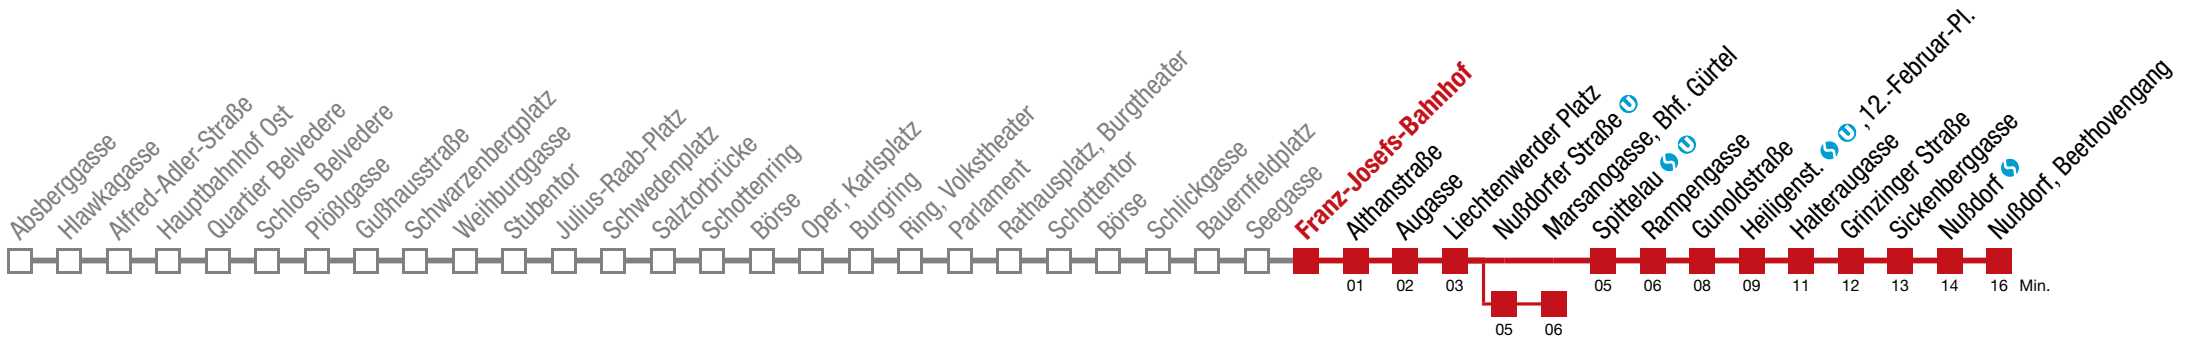 Absberggasse
Hlawkagasse
Alfred-Adler-Straße
Hauptbahnhof Ost
Quartier Belvedere
Schloss Belvedere
Plößlgasse
Gußhausstraße
Schwarzenbergplatz
Weihburggasse
Stubentor
Julius-Raab-Platz
Schwedenplatz
Salztorbrücke
Schottenring
Börse
Oper, Karlsplatz
Burgring
Ring, Volkstheater
Parlament
Rathausplatz, Burgtheater
Schottentor
Börse
Schlickgasse
Bauernfeldplatz
Seegasse
Franz-Josefs-Bahnhof
Althanstraße
Augasse
Liechtenwerder Platz
Nußdorfer Straße U
Marsanogasse, Bhf. Gürtel
Spittelau S U
Rampengasse
Gunoldstraße
Heiligenst. S U , 12.-Februar-Pl.
Halteraugasse
Grinzinger Straße
Sickenberggasse
Nußdorf S
Nußdorf, Beethovengang
01 02 03 05 06 08 09 11 12 13 14 16 Min.
05 06